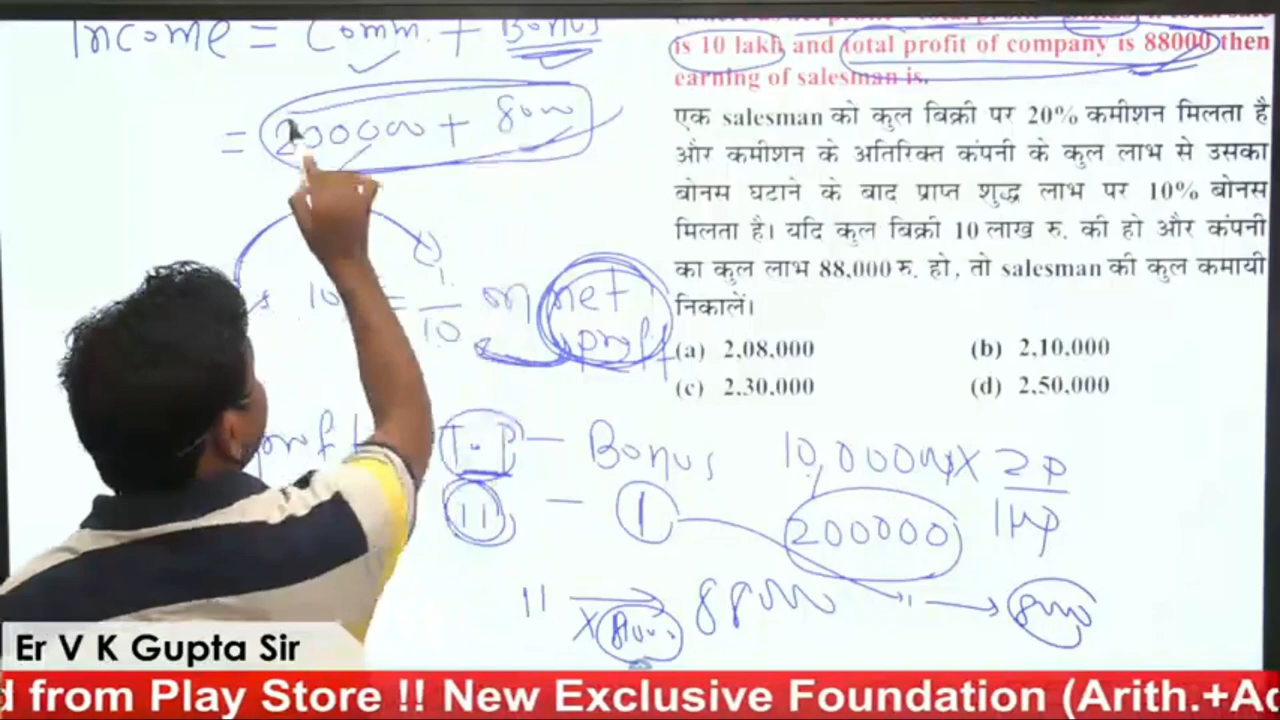 Income = Comm. + Bonus
= 200000 + 8000
is 10 lakh and total profit of company is 88000 then
earning of salesman is.
एक salesman को कुल बिक्री पर 20% कमीशन मिलता है
और कमीशन के अतिरिक्त कंपनी के कुल लाभ से उसका
बोनस घटाने के बाद प्राप्त शुद्ध लाभ पर 10% बोनस
मिलता है। यदि कुल बिक्री 10 लाख रु. की हो और कंपनी
का कुल लाभ 88,000 रु. हो, तो salesman की कुल कमायी
निकालें।
(a) 2,08,000 (b) 2,10,000
(c) 2,30,000 (d) 2,50,000
10 = 1/10 on net
profit
profit T.P - Bonus
11 - 1
10,00000 × 20
100
200000
11 × 8000 88000
11 → 8000
Er V K Gupta Sir
d from Play Store !! New Exclusive Foundation (Arith.+Ad